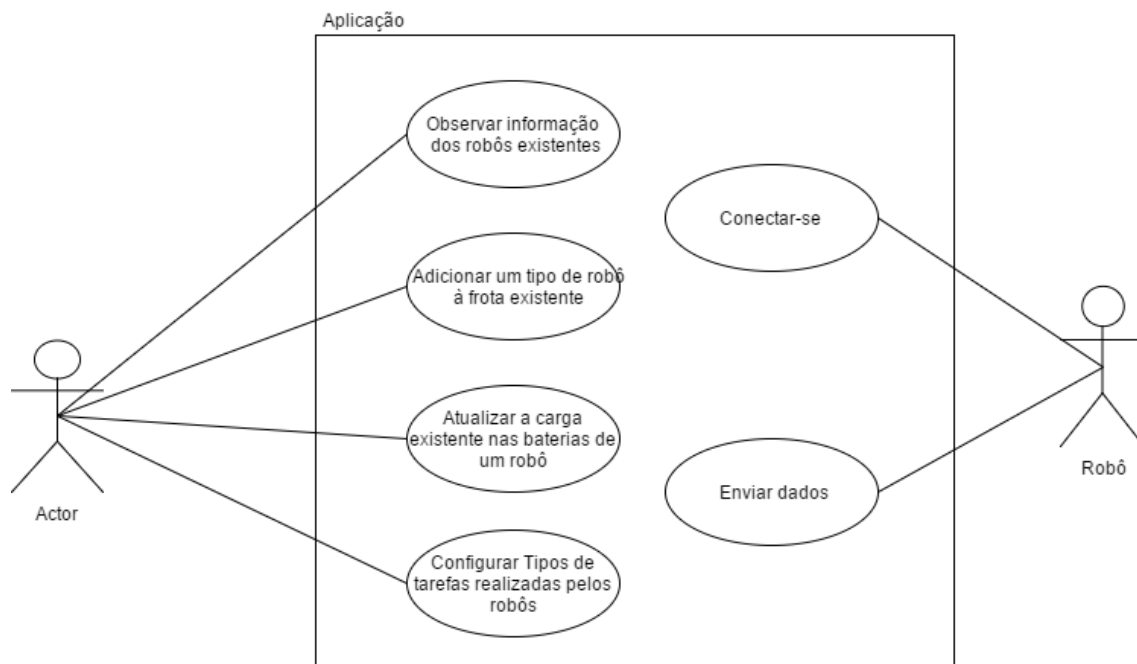 Aplicação
Observar informação
dos robôs existentes
Conectar-se
Adicionar um tipo de robô
à frota existente
Atualizar a carga
existente nas baterias de
um robô
Robô
Enviar dados
Actor
Configurar Tipos de
tarefas realizadas pelos
robôs